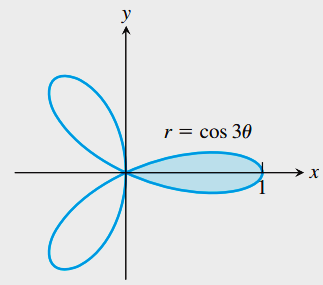 y
r = cos 3θ
x
1